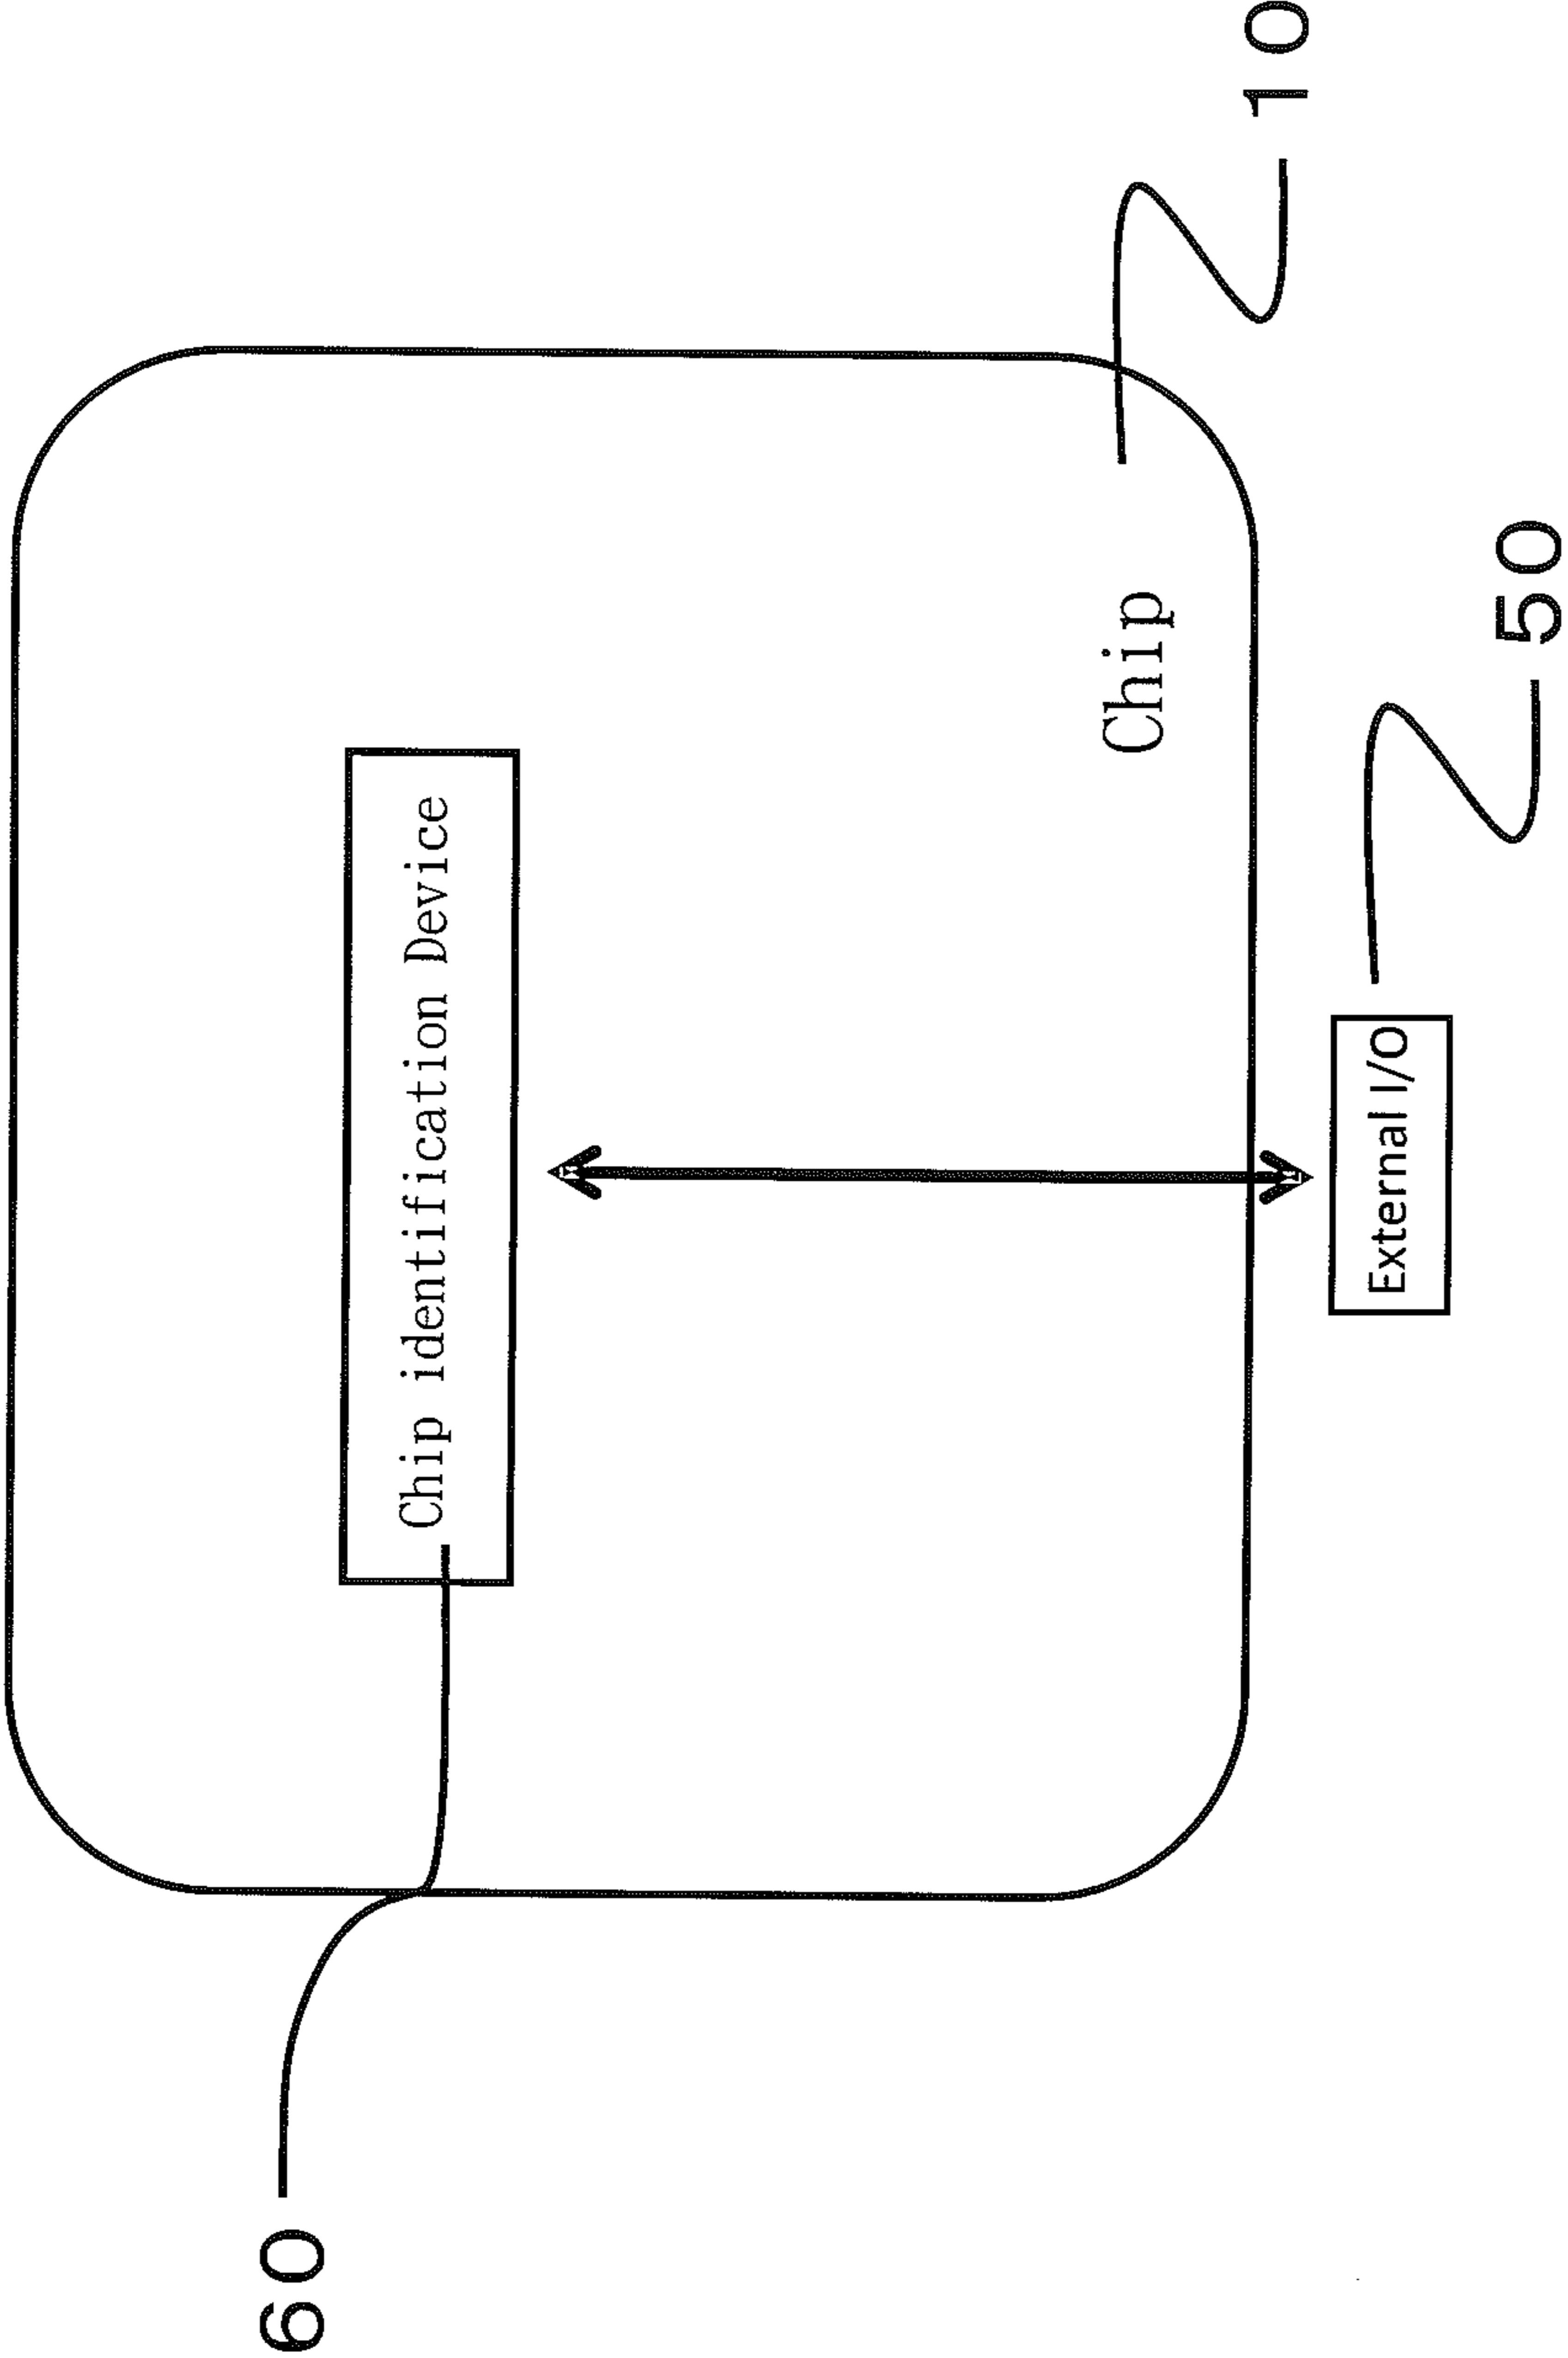 60
Chip identification Device
Chip
10
External I/O
50